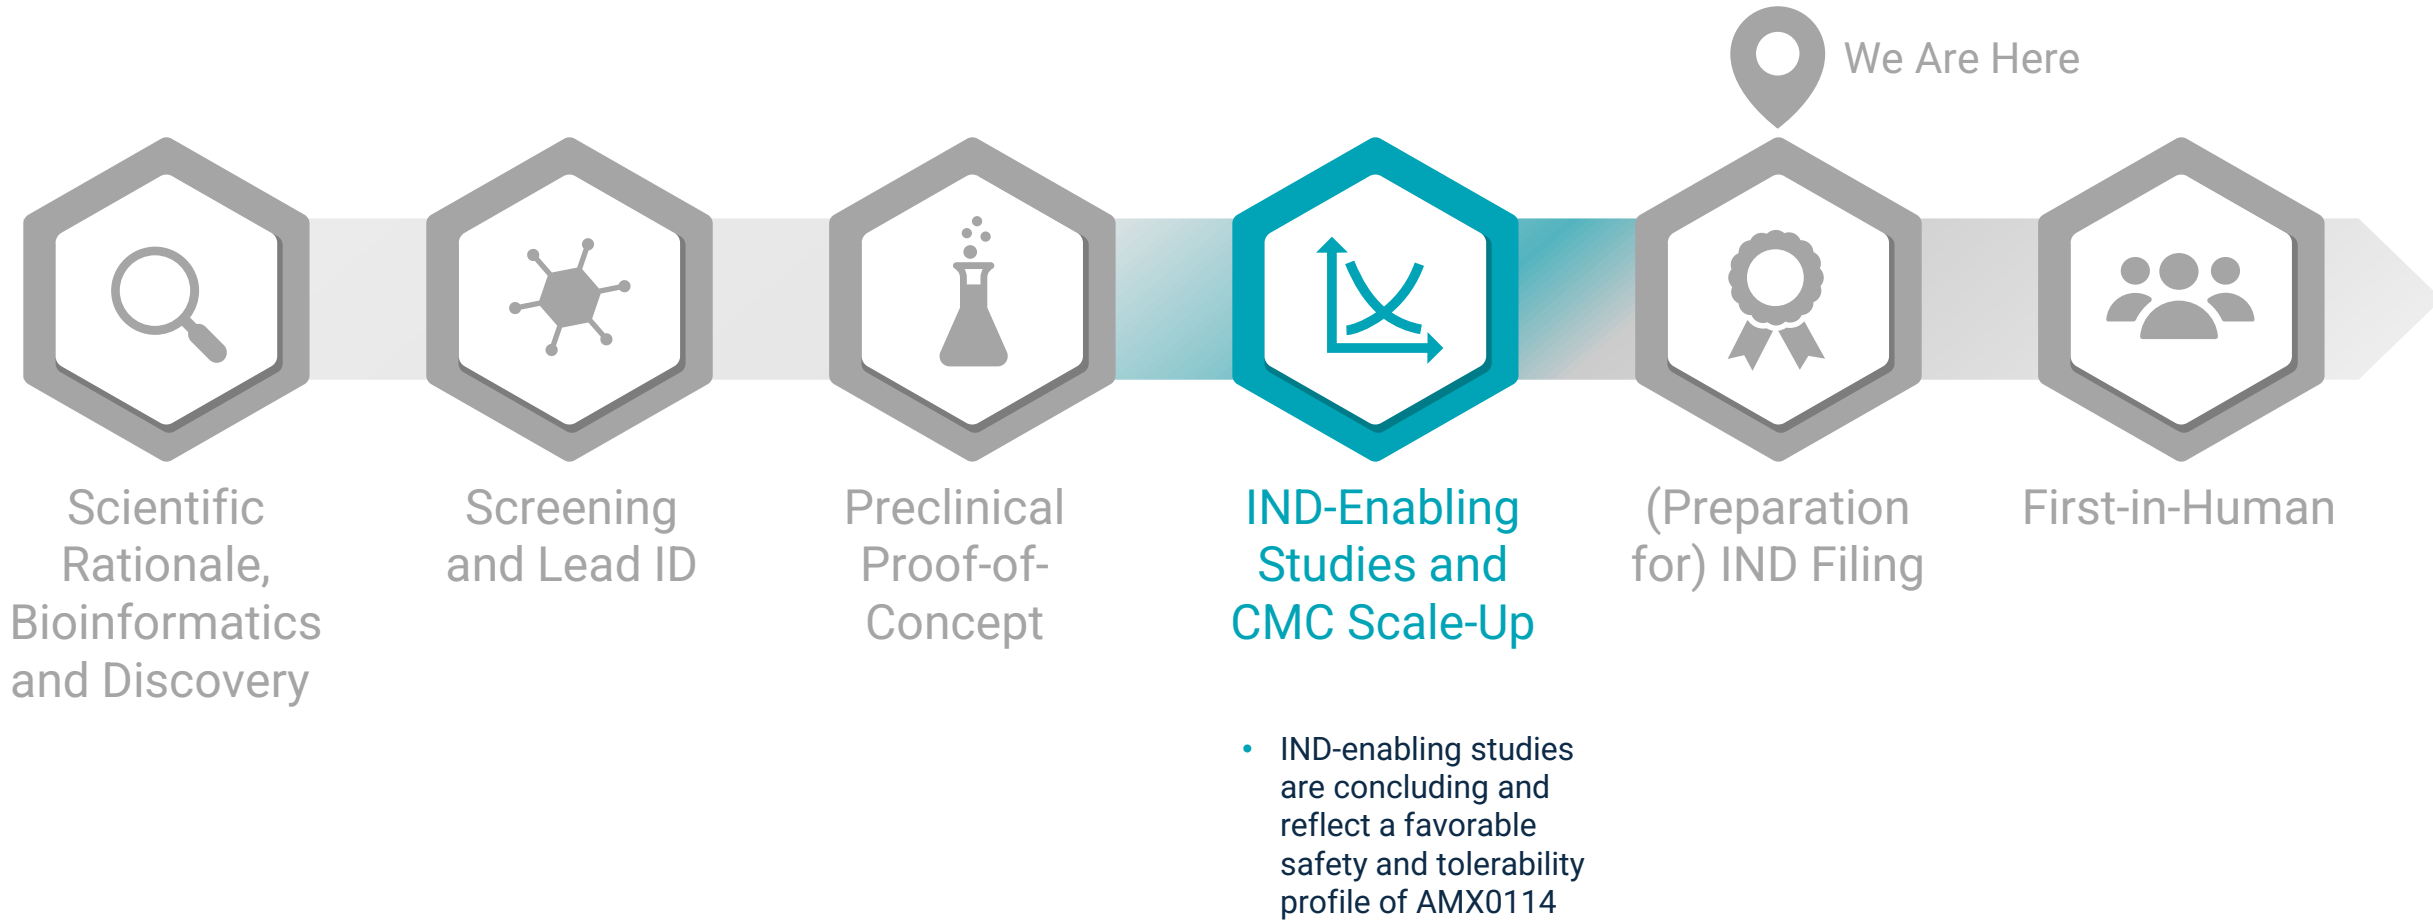 We Are Here
Scientific
Rationale,
Bioinformatics
and Discovery
Screening
and Lead ID
Preclinical
Proof-of-
Concept
IND-Enabling
Studies and
CMC Scale-Up
(Preparation
for) IND Filing
First-in-Human
• IND-enabling studies
are concluding and
reflect a favorable
safety and tolerability
profile of AMX0114